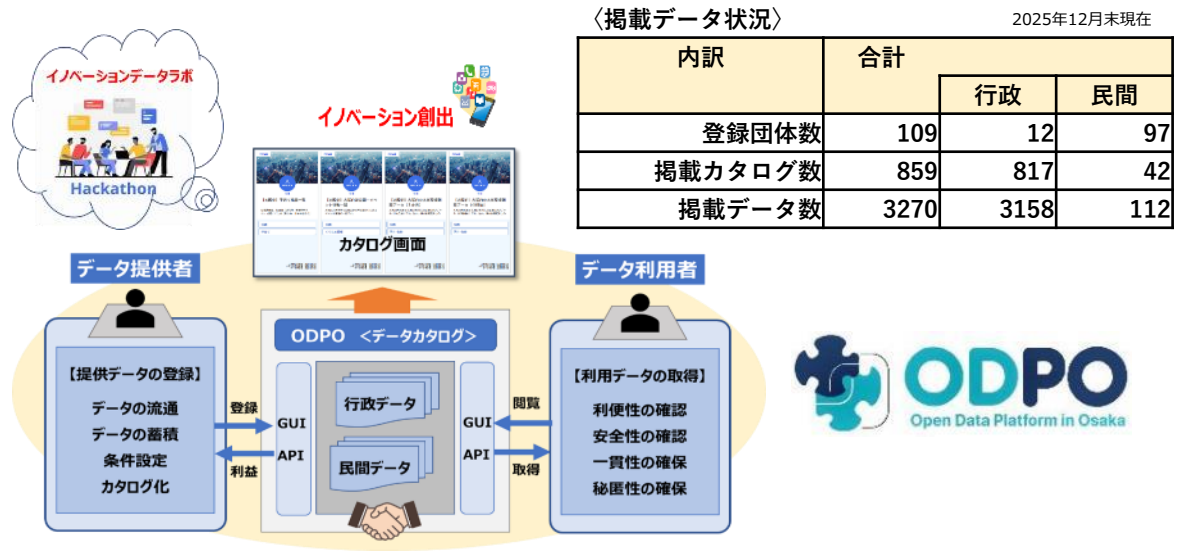 〈掲載データ状況〉
2025年12月末現在
内訳 合計
行政 民間
登録団体数 109 12 97
掲載カタログ数 859 817 42
掲載データ数 3270 3158 112
イノベーションデータラボ
Hackathon
イノベーション創出
カタログ画面
データ提供者
データ利用者
ODPO <データカタログ>
【提供データの登録】
データの流通
データの蓄積
条件設定
カタログ化
登録
利益
GUI
API
行政データ
民間データ
GUI
API
閲覧
取得
【利用データの取得】
利便性の確認
安全性の確認
一貫性の確保
秘匿性の確保
ODPO
Open Data Platform in Osaka